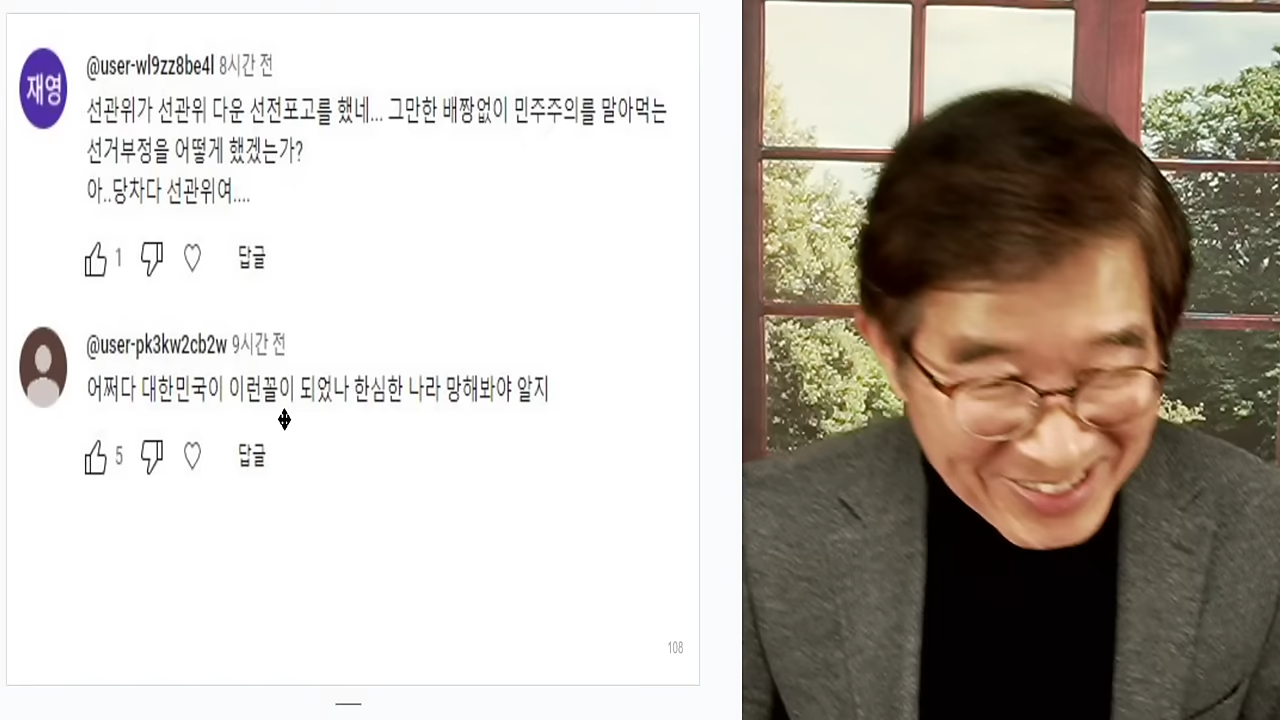 재영
@user-wl9zz8be4l 8시간 전
선관위가 선관위 다운 선전포고를 했네... 그만한 배짱없이 민주주의를 말아먹는
선거부정을 어떻게 했겠는가?
아..당차다 선관위여....
1
답글
@user-pk3kw2cb2w 9시간 전
어쩌다 대한민국이 이런꼴이 되었나 한심한 나라 망해봐야 알지
5
답글
108